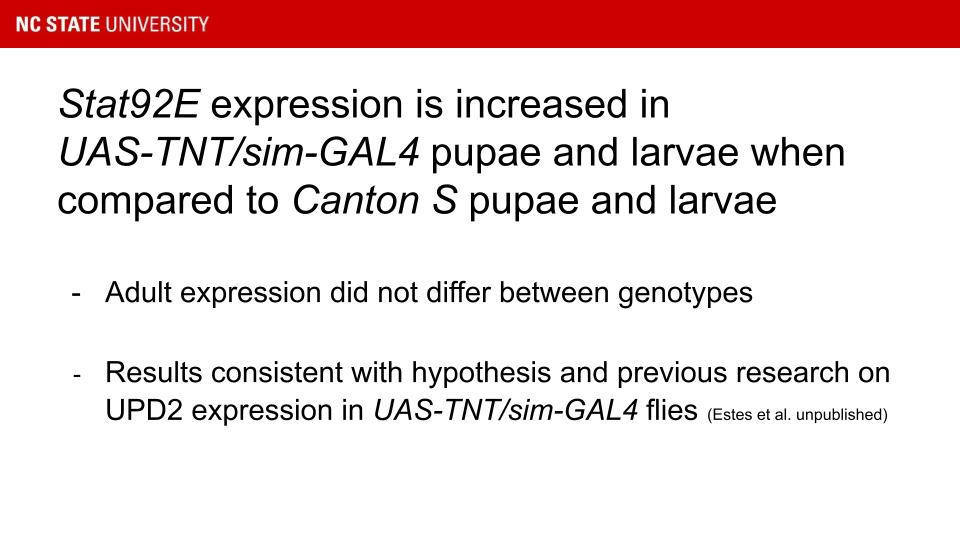 NC STATE UNIVERSITY
Stat92E expression is increased in
UAS-TNT/sim-GAL4 pupae and larvae when
compared to Canton S pupae and larvae
- Adult expression did not differ between genotypes
- Results consistent with hypothesis and previous research on
UPD2 expression in UAS-TNT/sim-GAL4 flies (Estes et al. unpublished)